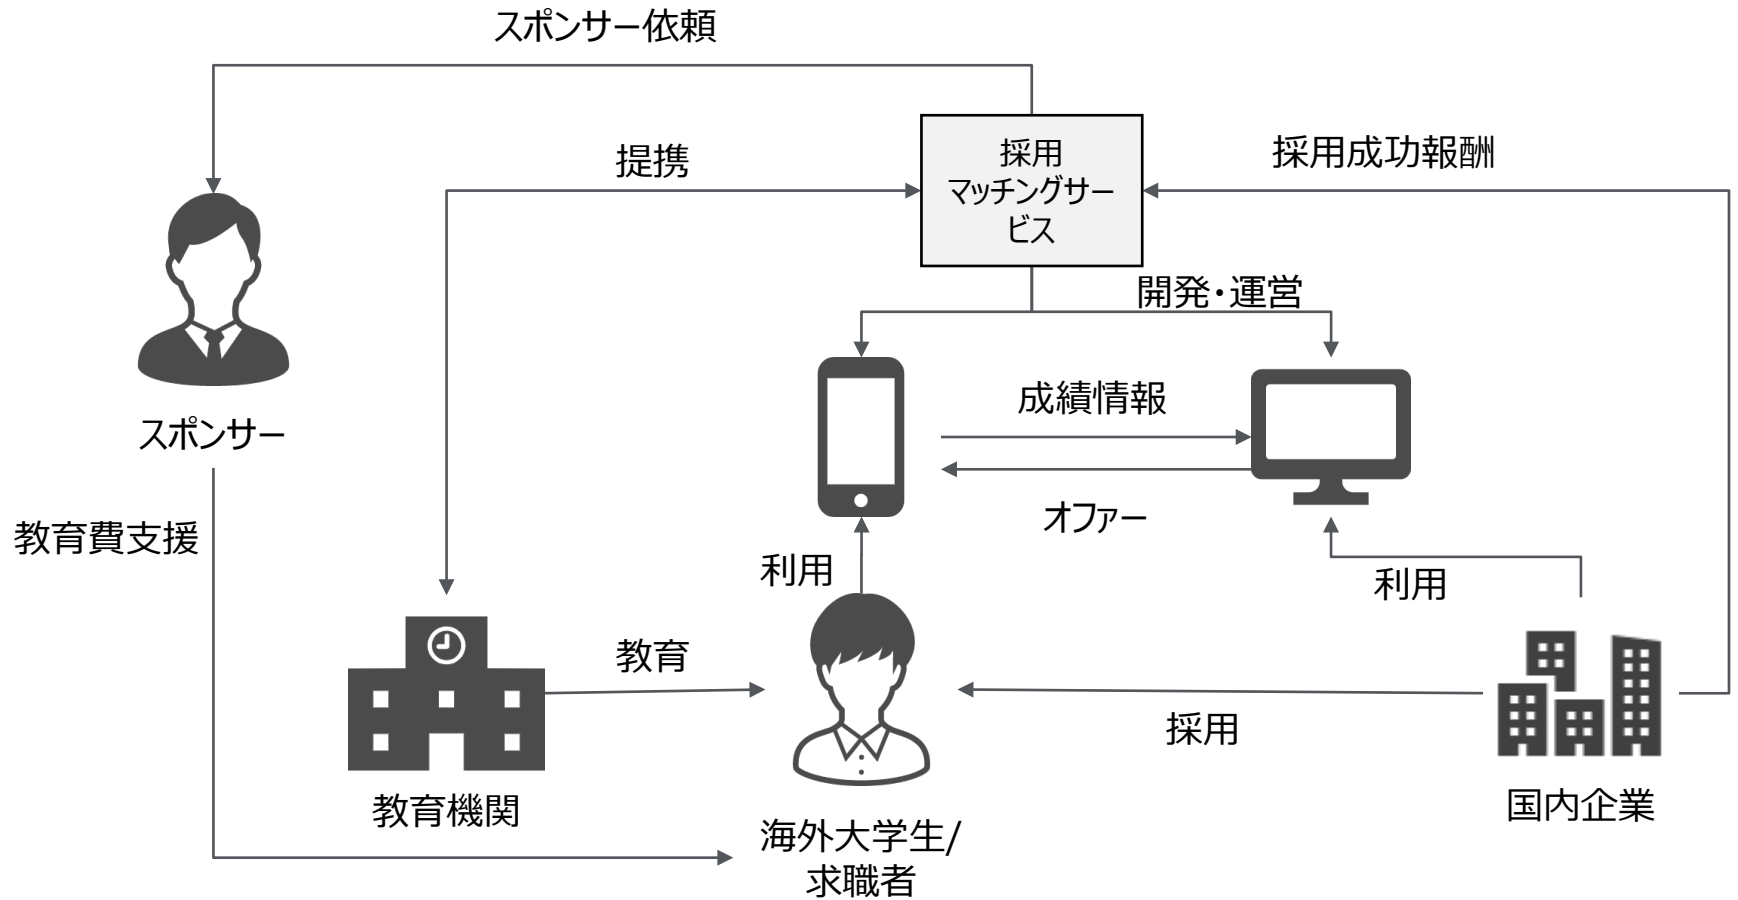 スポンサー依頼
提携
採用
マッチングサー
ビス
採用成功報酬
開発・運営
成績情報
スポンサー
オファー
教育費支援
利用
利用
教育
採用
教育機関
国内企業
海外大学生/
求職者